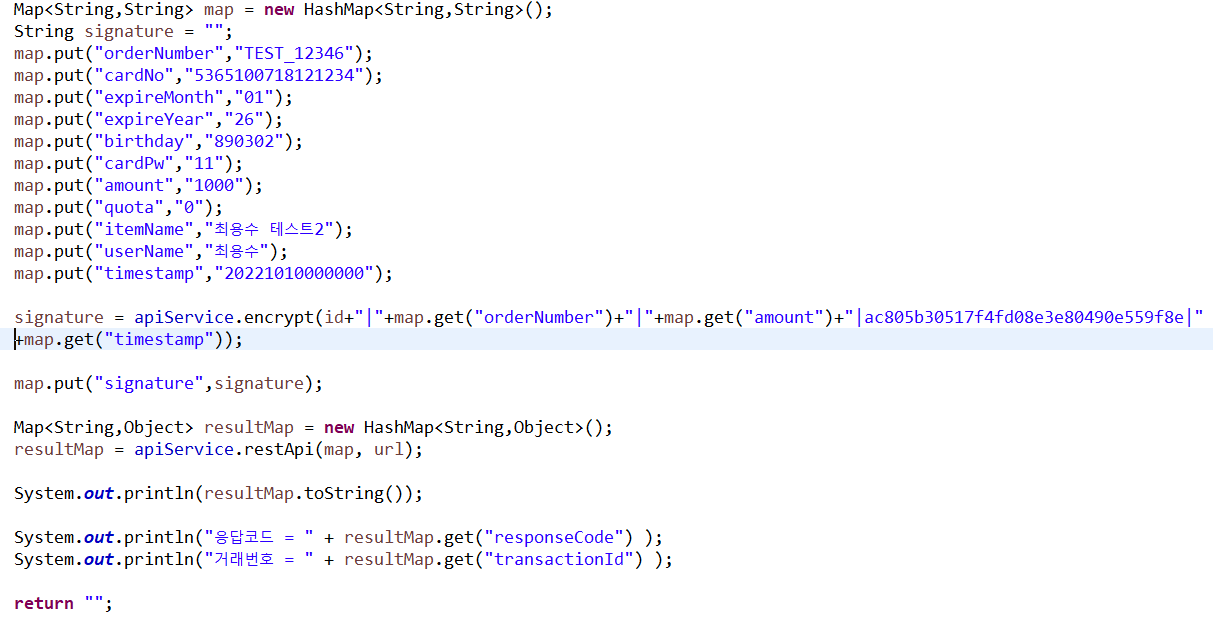 Map<String,String> map = new HashMap<String,String>();
String signature = "";
map.put("orderNumber","TEST_12346");
map.put("cardNo","5365100718121234");
map.put("expireMonth","01");
map.put("expireYear","26");
map.put("birthday","890302");
map.put("cardPw","11");
map.put("amount","1000");
map.put("quota","0");
map.put("itemName","최용수 테스트2");
map.put("userName","최용수");
map.put("timestamp","20221010000000");
signature = apiService.encrypt(id+"|"+map.get("orderNumber")+"|"+map.get("amount")+"|ac805b30517f4fd08e3e80490e559f8e|"
+map.get("timestamp"));
map.put("signature",signature);
Map<String,Object> resultMap = new HashMap<String,Object>();
resultMap = apiService.restApi(map, url);
System.out.println(resultMap.toString());
System.out.println("응답코드 = " + resultMap.get("responseCode") );
System.out.println("거래번호 = " + resultMap.get("transactionId") );
return "";